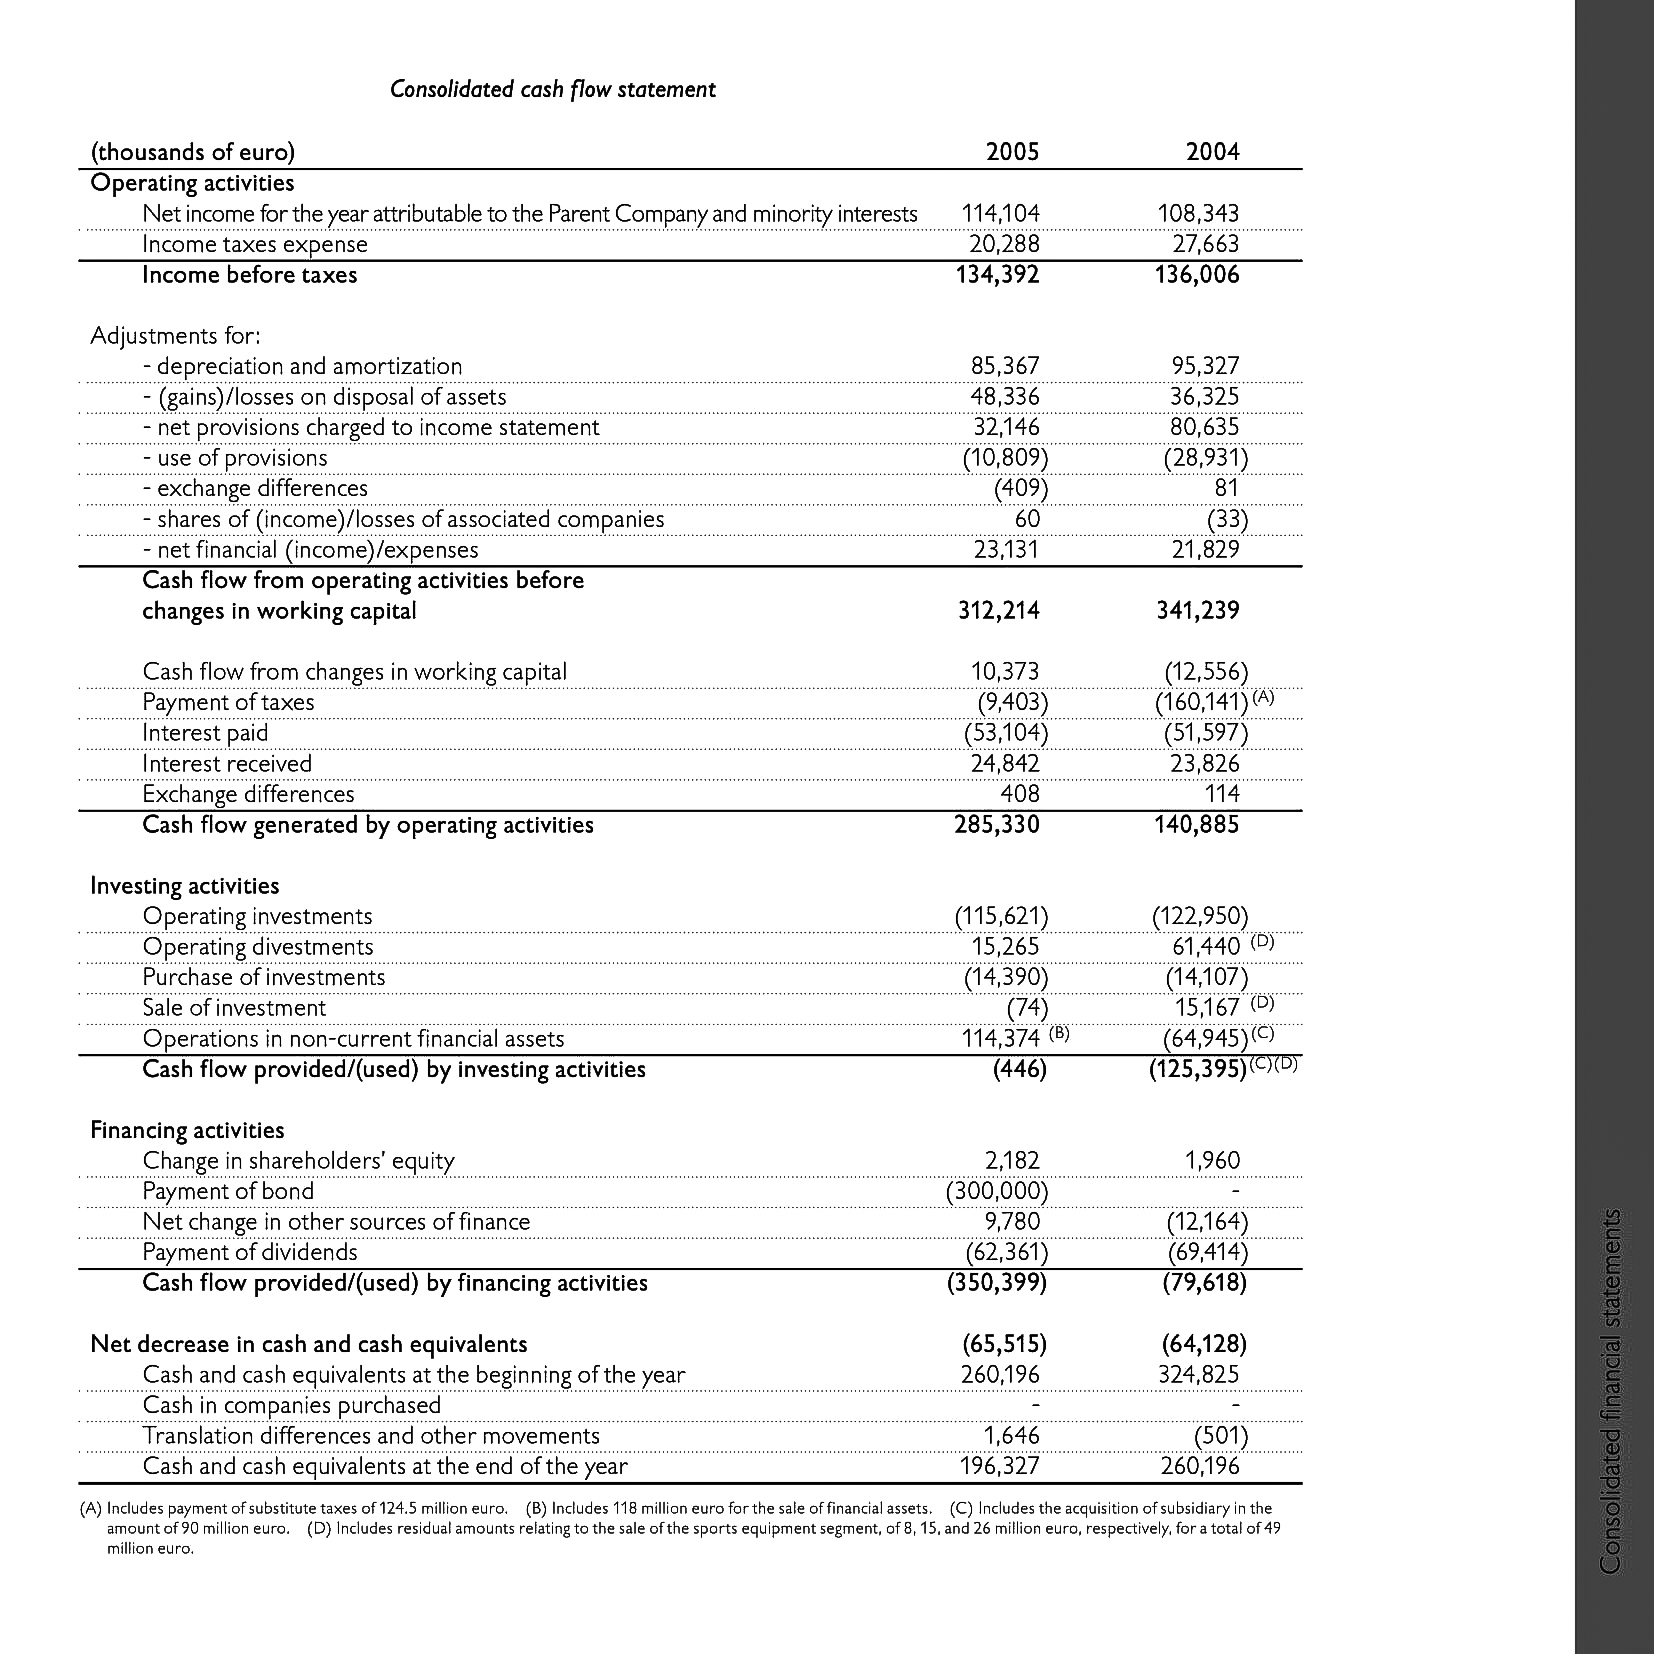 Consolidated cash flow statement
(thousands of euro) 2005 2004
Operating activities
Net income for the year attributable to the Parent Company and minority interests 114,104 108,343
Income taxes expense 20,288 27,663
Income before taxes 134,392 136,006
Adjustments for:
- depreciation and amortization 85,367 95,327
- (gains)/losses on disposal of assets 48,336 36,325
- net provisions charged to income statement 32,146 80,635
- use of provisions (10,809) (28,931)
- exchange differences (409) 81
- shares of (income)/losses of associated companies 60 (33)
- net financial (income)/expenses 23,131 21,829
Cash flow from operating activities before
changes in working capital 312,214 341,239
Cash flow from changes in working capital 10,373 (12,556)
Payment of taxes (9,403) (160,141) (A)
Interest paid (53,104) (51,597)
Interest received 24,842 23,826
Exchange differences 408 114
Cash flow generated by operating activities 285,330 140,885
Investing activities
Operating investments (115,621) (122,950)
Operating divestments 15,265 61,440 (D)
Purchase of investments (14,390) (14,107)
Sale of investment (74) 15,167 (D)
Operations in non-current financial assets 114,374 (B) (64,945) (C)
Cash flow provided/(used) by investing activities (446) (125,395) (C)(D)
Financing activities
Change in shareholders' equity 2,182 1,960
Payment of bond (300,000) -
Net change in other sources of finance 9,780 (12,164)
Payment of dividends (62,361) (69,414)
Cash flow provided/(used) by financing activities (350,399) (79,618)
Net decrease in cash and cash equivalents (65,515) (64,128)
Cash and cash equivalents at the beginning of the year 260,196 324,825
Cash in companies purchased - -
Translation differences and other movements 1,646 (501)
Cash and cash equivalents at the end of the year 196,327 260,196
(A) Includes payment of substitute taxes of 124.5 million euro. (B) Includes 118 million euro for the sale of financial assets. (C) Includes the acquisition of subsidiary in the
amount of 90 million euro. (D) Includes residual amounts relating to the sale of the sports equipment segment, of 8, 15, and 26 million euro, respectively, for a total of 49
million euro.
Consolidated financial statements